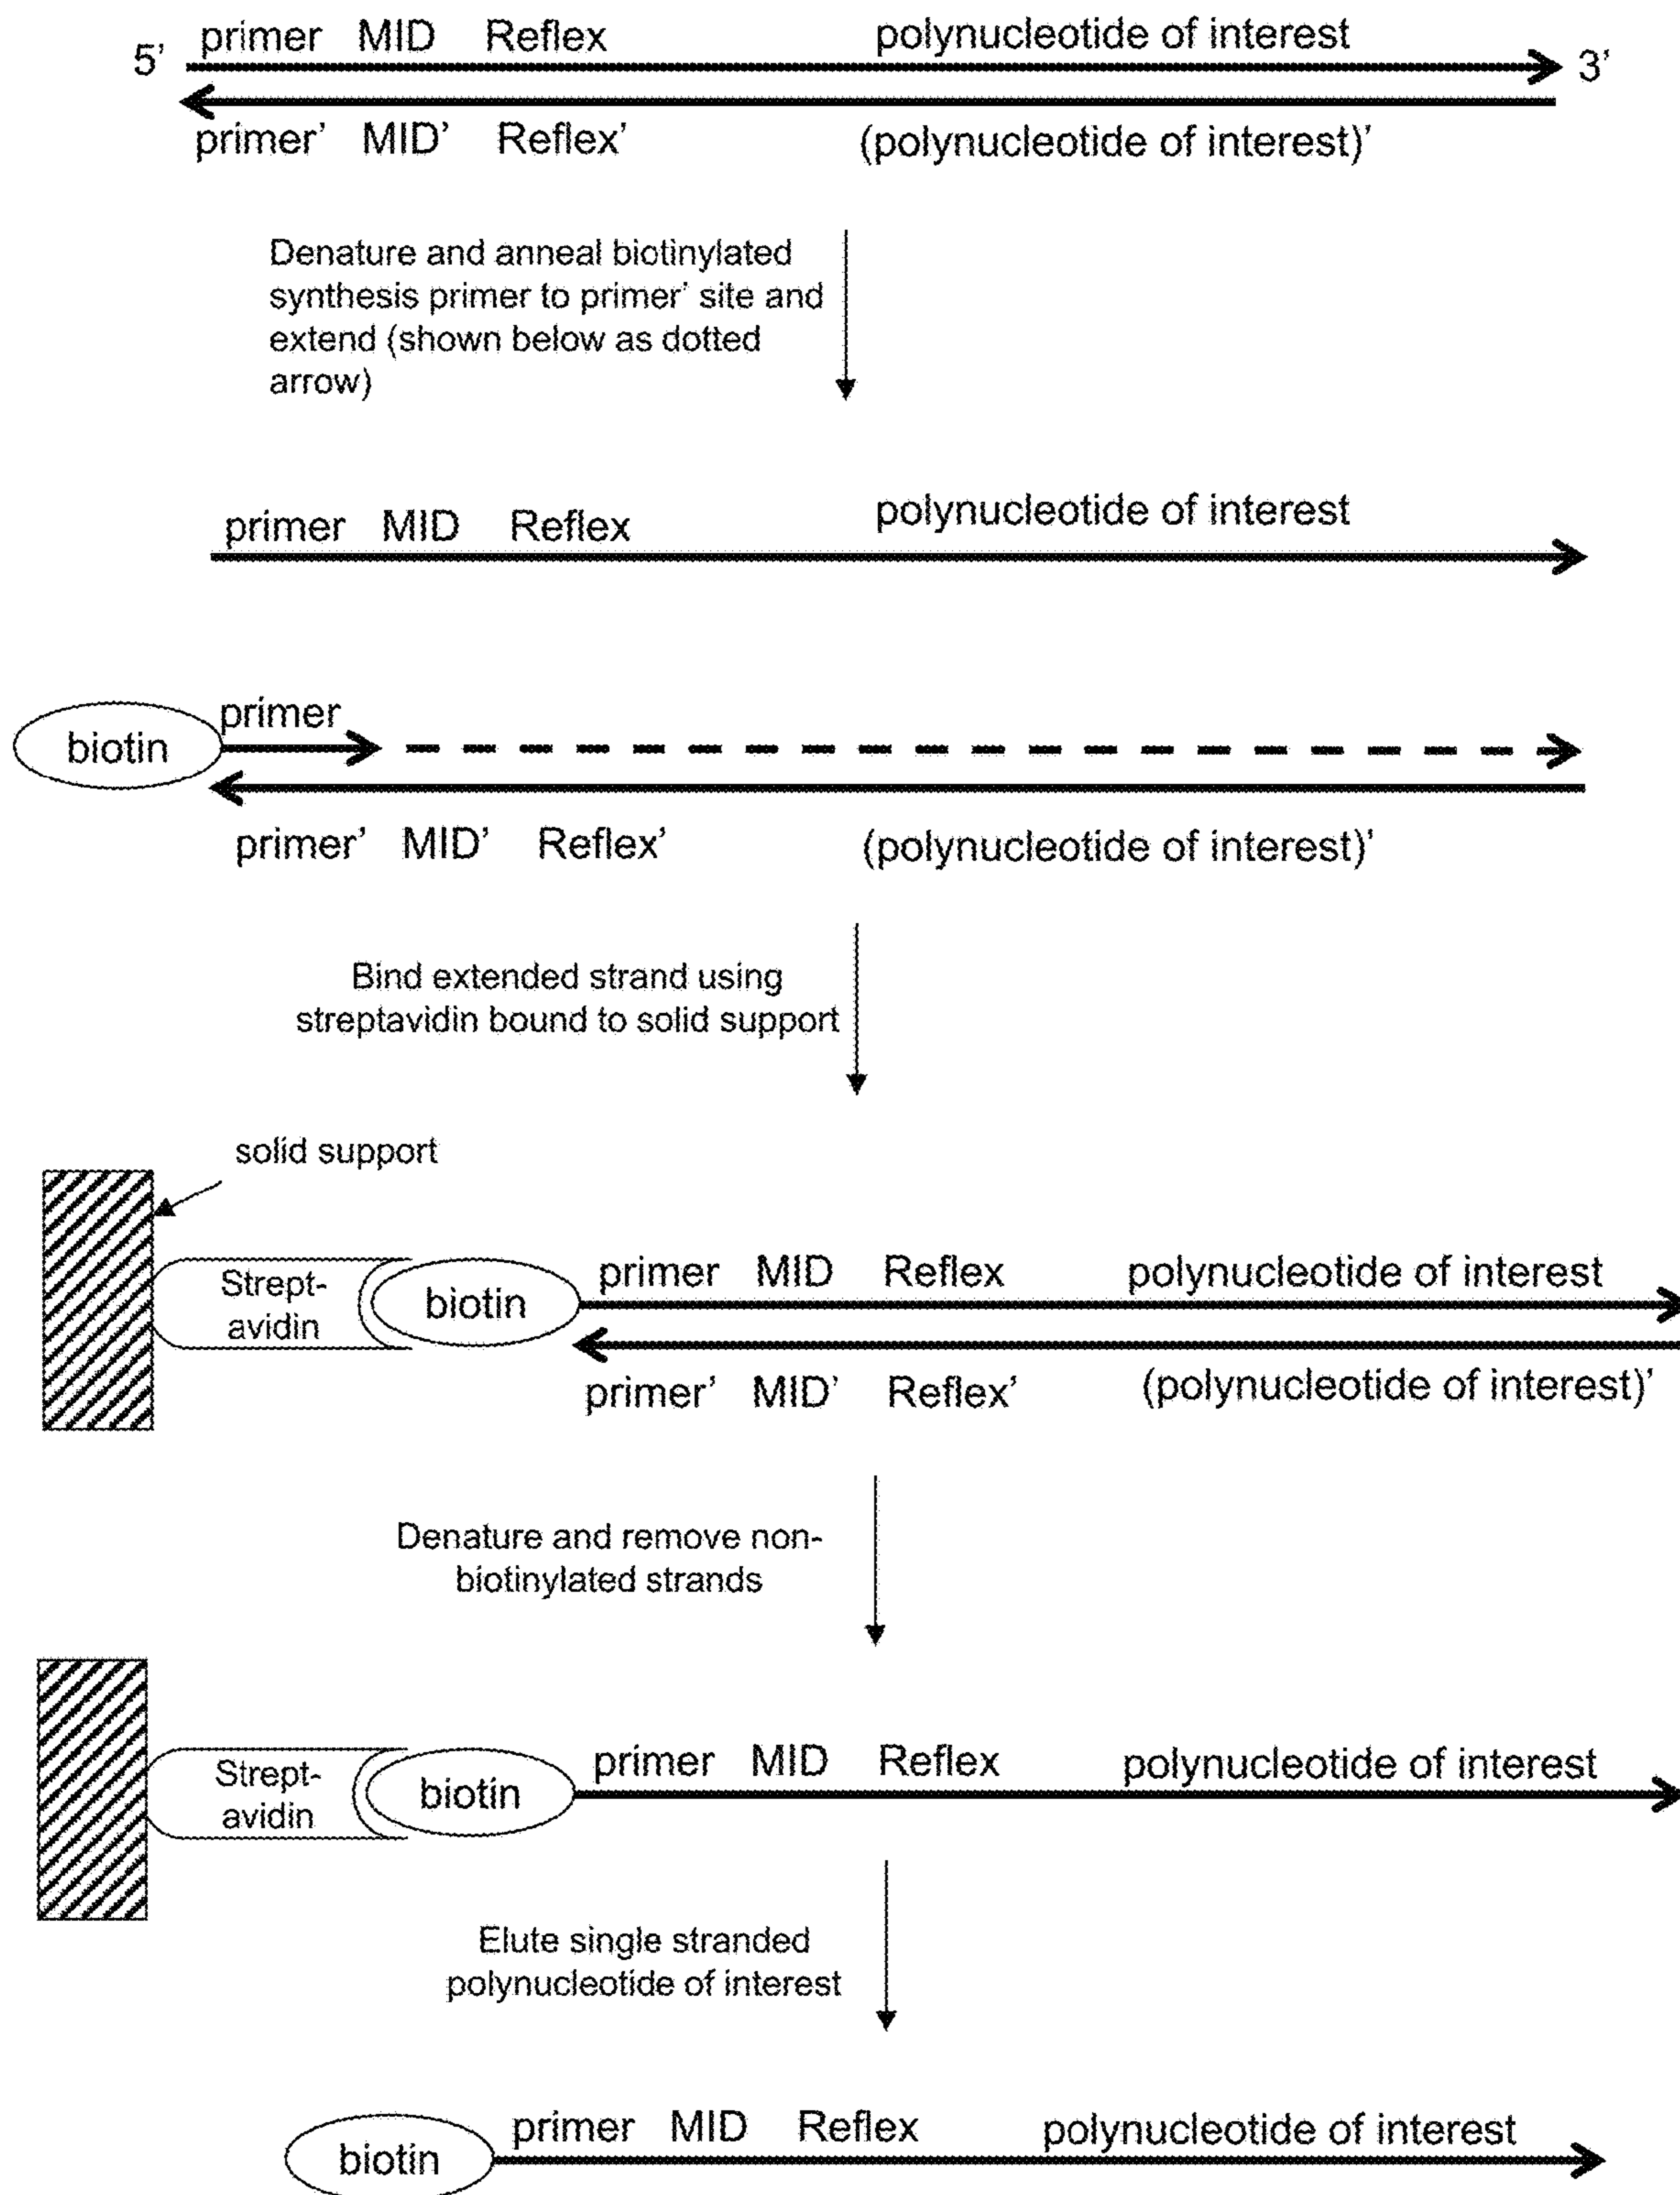 primer MID Reflex polynucleotide of interest
5’ 3’
primer’ MID’ Reflex’ (polynucleotide of interest)’
Denature and anneal biotinylated
synthesis primer to primer’ site and
extend (shown below as dotted
arrow)
primer MID Reflex polynucleotide of interest
primer
biotin
primer’ MID’ Reflex’ (polynucleotide of interest)’
Bind extended strand using
streptavidin bound to solid support
solid support
primer MID Reflex polynucleotide of interest
Strept-
avidin
biotin
primer’ MID’ Reflex’ (polynucleotide of interest)’
Denature and remove non-
biotinylated strands
primer MID Reflex polynucleotide of interest
Strept-
avidin
biotin
Elute single stranded
polynucleotide of interest
primer MID Reflex polynucleotide of interest
biotin